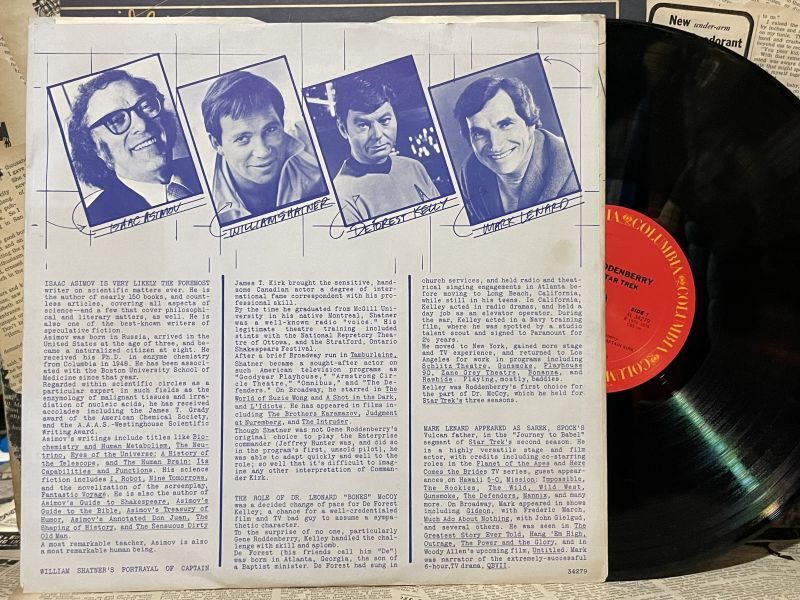 ISAAC ASIMOV
WILLIAM SHATNER
DEFOREST KELLY
MARK LENARD
ISAAC ASIMOV IS VERY LIKELY THE FOREMOST
writer on scientific matters ever. He is
the author of nearly 150 books, and count-
less articles, covering all aspects of
science--and a few that cover philosophi-
cal and literary matters, as well. He is
also one of the best-known writers of
speculative fiction.
Asimov was born in Russia, arrived in the
United States at the age of three, and be-
came a naturalized citizen at eight. He
received his Ph.D. in enzyme chemistry
from Columbia in 1948 and has been associ-
ated with the Boston University School of
Medicine since that year.
Regarded within scientific circles as a
particular expert in such fields as the
enzymology of malignant tissues and irra-
diation of nucleic acids, he has received
accolades including the James T. Grady
award of the American Chemical Society,
and the A.A.A.S.-Westinghouse Scientific
Writing Award.
Asimov's writings include titles like Bio-
chemistry and Human Metabolism, The Neu-
trino, Eyes of the Universe; A History of
the Telescope, and The Human Brain: Its
Capabilities and Functions. His science
fiction includes I, Robot, Nine Tomorrows,
and the novelization of the screenplay,
Fantastic Voyage. He is also the author of
Asimov's Guide to Shakespeare, Asimov's
Guide to the Bible, Asimov's Treasury of
Humor, Asimov's Annotated Don Juan, The
Shaping of History, and The Sensuous Dirty
Old Man.
A most remarkable teacher, Asimov is also
a most remarkable human being.
WILLIAM SHATNER'S PORTRAYAL OF CAPTAIN
James T. Kirk brought the sensitive, hand-
some Canadian actor a degree of inter-
national fame correspondent with his pro-
fessional skill.
By the time he graduated from McGill Uni-
versity in his native Montreal, Shatner
was a well-known radio "voice." His
legitimate theatre training included
stints with the National Repretory Thea-
tre of Ottowa, and the Stratford, Ontario
Shakespeare Festival.
After a brief Broadway run in Tamburlaine,
Shatner became a sought-after actor on
such American television programs as
"Goodyear Playhouse," "Armstrong Cir-
cle Theatre," "Omnibus," and "The De-
fenders." On Broadway, he starred in The
World of Suzie Wong and A Shot in the Dark,
and L'Idiote. He has appeared in films in-
cluding The Brothers Karamazov, Judgment
at Nuremberg, and The Intruder.
Though Shatner was not Gene Roddenberry's
original choice to play the Enterprise
commander (Jeffrey Hunter was, and did so
in the program's first, unsold pilot), he
was able to adapt quickly and well to the
role; so well that it's difficult to imag-
ine any other interpretation of Comman-
der Kirk.
THE ROLE OF DR. LEONARD "BONES" McCOY
was a decided change of pace for De Forest
Kelley; a chance for a well-credentialed
film and TV bad guy to assume a sympa-
thetic character.
To the surprise of no one, particularly
Gene Roddenberry, Kelley handled the chal-
lenge with skill and aplomb.
De Forest (his friends call him "De")
was born in Atlanta, Georgia, the son of
a Baptist minister. De Forest had sung in
church services, and held radio and theat-
rical singing engagements in Atlanta be-
fore moving to Long Beach, California,
while still in his teens. In California,
Kelley acted in radio dramas, and held a
day job as an elevator operator. During
the war, Kelley acted in a Navy training
film, where he was spotted by a studio
talent scout and signed to Paramount for
2½ years.
He moved to New York, gained more stage
and TV experience, and returned to Los
Angeles for work in programs including
Schlitz Theatre, Gunsmoke, Playhouse
90, Zane Grey Theatre, Bonanza, and
Rawhide. Playing, mostly, baddies.
Kelley was Roddenberry's first choice for
the part of Dr. McCoy, which he held for
Star Trek's three seasons.
MARK LENARD APPEARED AS SAREK, SPOCK'S
Vulcan father, in the "Journey to Babel"
segment of Star Trek's second season. He
is a highly versatile stage and film
actor, with credits including co-starring
roles in the Planet of the Apes and Here
Comes the Brides TV series, guest appear-
ances on Hawaii 5-0, Mission: Impossible,
The Rookies, The Wild, Wild West,
Gunsmoke, The Defenders, Mannix, and many
more. On Broadway, Mark appeared in shows
including Gideon, with Frederic March,
Much Ado About Nothing, with John Gielgud,
and several others. He was seen in The
Greatest Story Ever Told, Hang 'Em High,
Outrage, The Power and the Glory, and in
Woody Allen's upcoming film, Untitled. Mark
was narrator of the extremely-successful
6-hour, TV drama, QBVII.
34279
New under-arm
COLUMBIA
RODDENBERRY
STAR TREK
SIDE 1